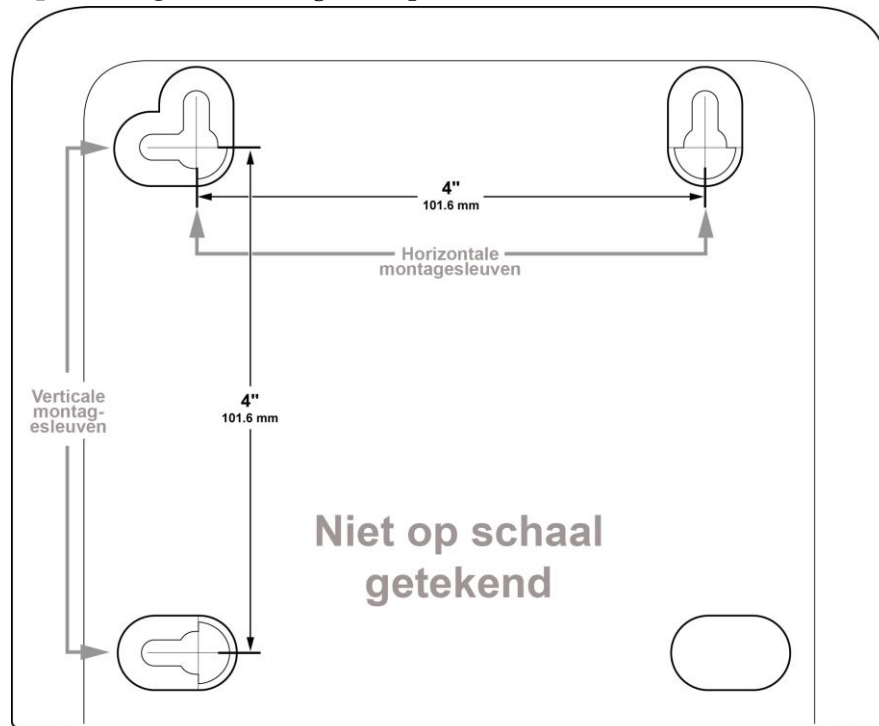 4"
101.6 mm
Horizontale
montagesleuven
Verticale
montag-
esleuven
4"
101.6 mm
Niet op schaal
getekend